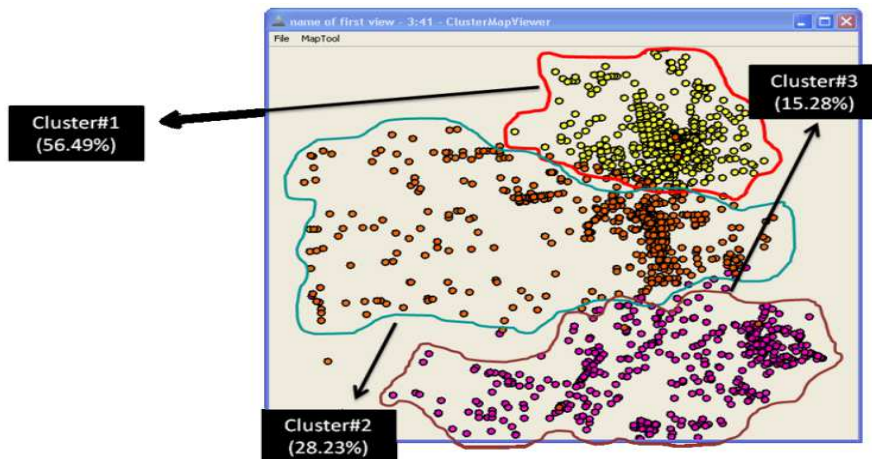 name of first view - 3:41 - ClusterMapViewer
File MapTool
Cluster#3
(15.28%)
Cluster#1
(56.49%)
Cluster#2
(28.23%)